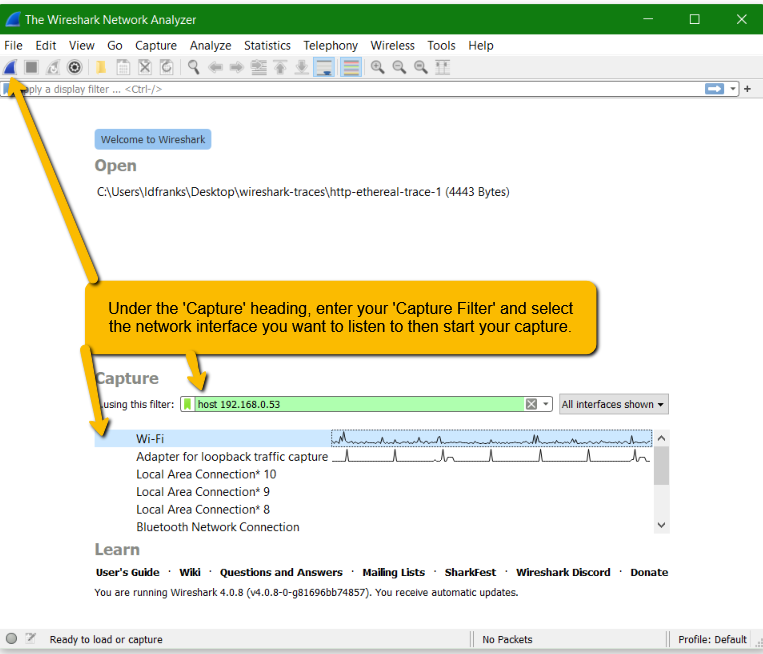 The Wireshark Network Analyzer
File Edit View Go Capture Analyze Statistics Telephony Wireless Tools Help
ply a display filter ... <Ctrl-/>
Welcome to Wireshark
Open
C:\Users\ldfranks\Desktop\wireshark-traces\http-ethereal-trace-1 (4443 Bytes)
Under the 'Capture' heading, enter your 'Capture Filter' and select
the network interface you want to listen to then start your capture.
Capture
using this filter: host 192.168.0.53 All interfaces shown
Wi-Fi
Adapter for loopback traffic capture
Local Area Connection* 10
Local Area Connection* 9
Local Area Connection* 8
Bluetooth Network Connection
Learn
User's Guide · Wiki · Questions and Answers · Mailing Lists · SharkFest · Wireshark Discord · Donate
You are running Wireshark 4.0.8 (v4.0.8-0-g81696bb74857). You receive automatic updates.
Ready to load or capture No Packets Profile: Default